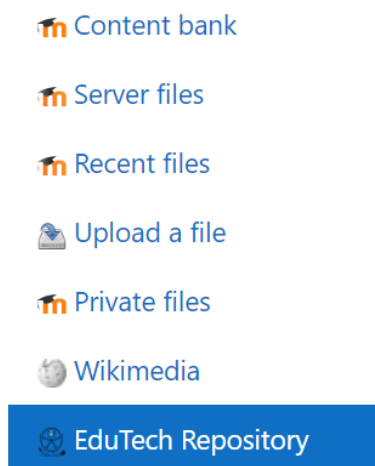 Content bank
Server files
Recent files
Upload a file
Private files
Wikimedia
EduTech Repository